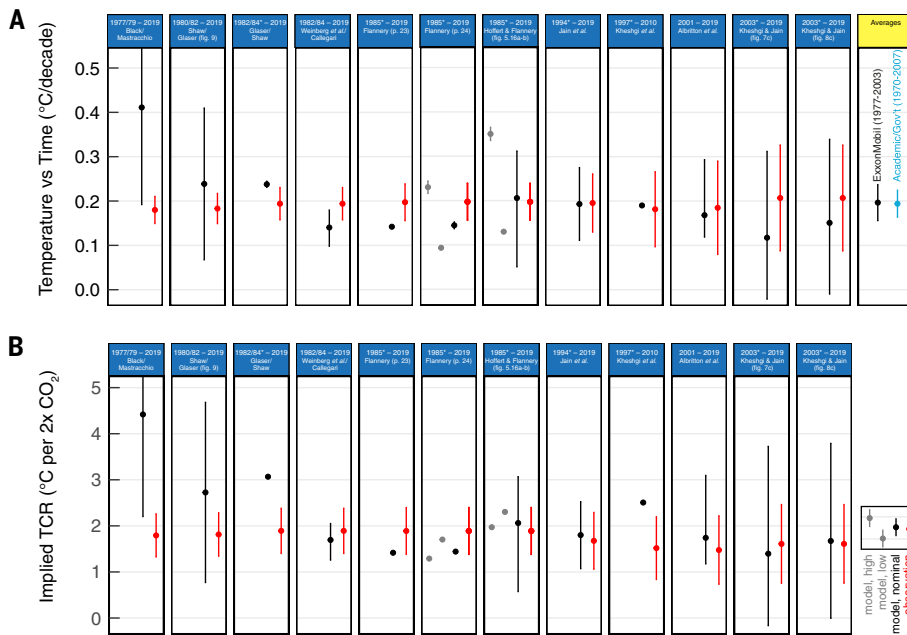 A
Temperature vs Time (°C/decade)
0.5
0.4
0.3
0.2
0.1
0.0
1977/79 – 2019
Black/
Mastracchio
1980/82 – 2019
Shaw/
Glaser (fig. 9)
1982/84* – 2019
Glaser/
Shaw
1982/84 – 2019
Weinberg et al./
Callegari
1985* – 2019
Flannery (p. 23)
1985* – 2019
Flannery (p. 24)
1985* – 2019
Hoffert & Flannery
(fig. 5.16a-b)
1994* – 2019
Jain et al.
1997* – 2010
Kheshgi et al.
2001 – 2019
Albritton et al.
2003* – 2019
Kheshgi & Jain
(fig. 7c)
2003* – 2019
Kheshgi & Jain
(fig. 8c)
Averages
ExxonMobil (1977-2003)
Academic/Gov't (1970-2007)
B
Implied TCR (°C per 2x CO₂)
5
4
3
2
1
0
1977/79 – 2019
Black/
Mastracchio
1980/82 – 2019
Shaw/
Glaser (fig. 9)
1982/84* – 2019
Glaser/
Shaw
1982/84 – 2019
Weinberg et al./
Callegari
1985* – 2019
Flannery (p. 23)
1985* – 2019
Flannery (p. 24)
1985* – 2019
Hoffert & Flannery
(fig. 5.16a-b)
1994* – 2019
Jain et al.
1997* – 2010
Kheshgi et al.
2001 – 2019
Albritton et al.
2003* – 2019
Kheshgi & Jain
(fig. 7c)
2003* – 2019
Kheshgi & Jain
(fig. 8c)
model, high
model, low
model, nominal